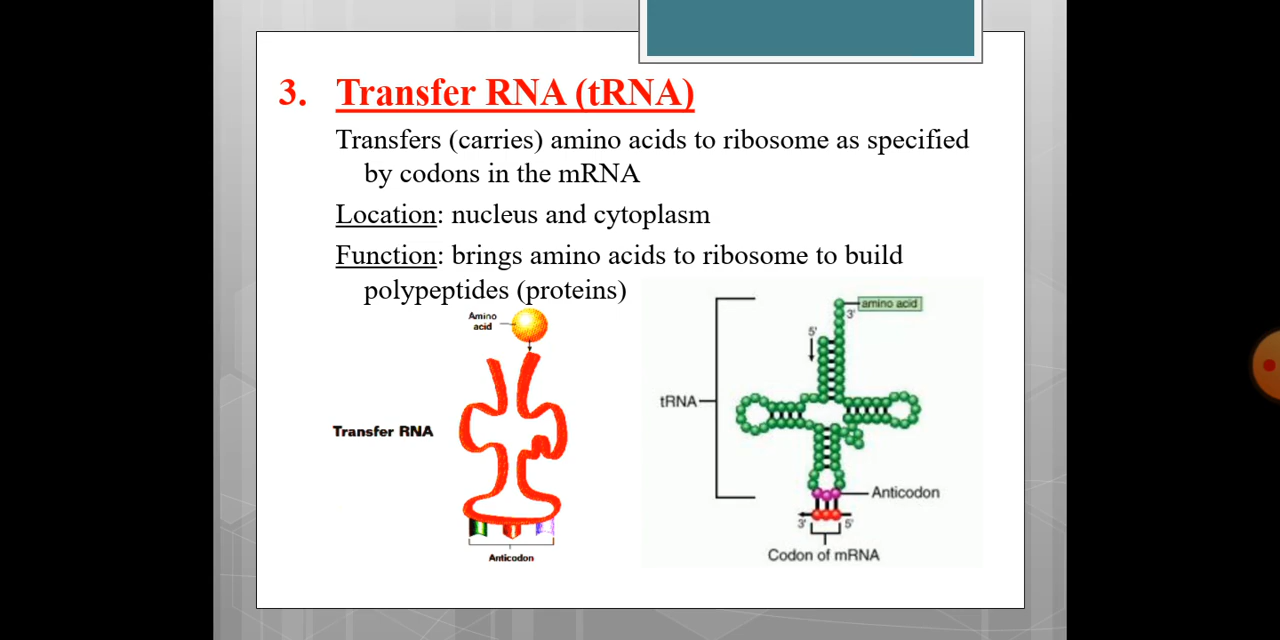 3. Transfer RNA (tRNA)
Transfers (carries) amino acids to ribosome as specified
by codons in the mRNA
Location: nucleus and cytoplasm
Function: brings amino acids to ribosome to build
polypeptides (proteins)
Amino
acid
Transfer RNA
Anticodon
amino acid
3'
5'
tRNA
Anticodon
3'
5'
Codon of mRNA